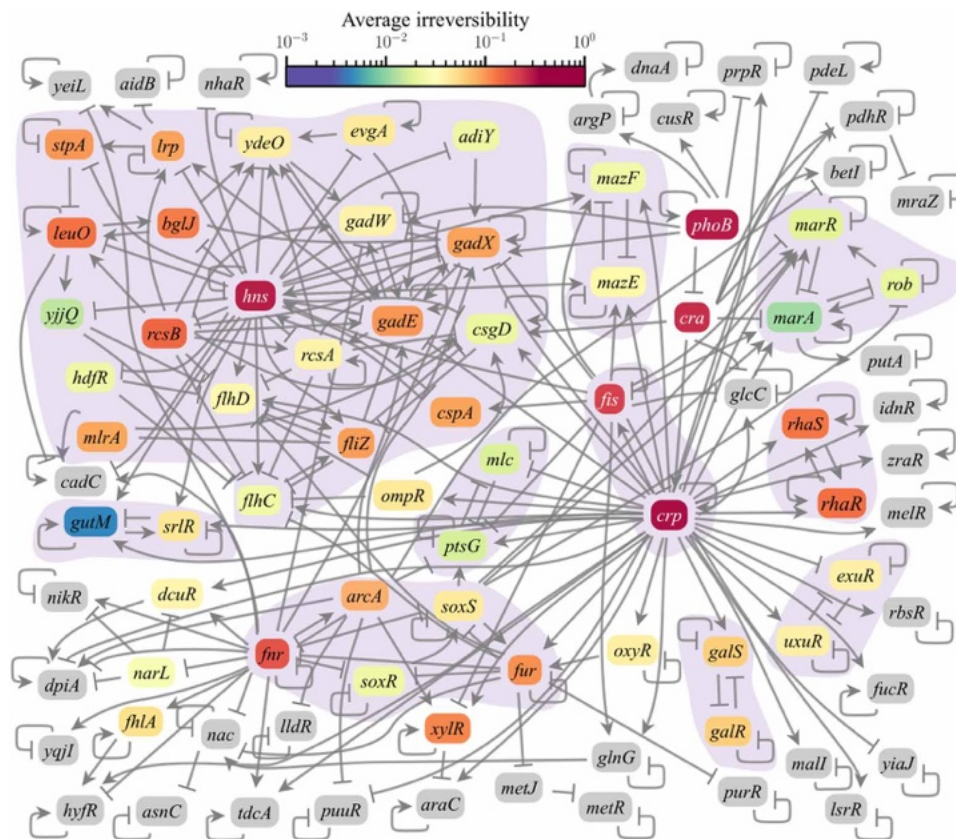 Average irreversibility
10⁻³ 10⁻² 10⁻¹ 10⁰
yeiL aidB nhaR dnaA prpR pdeL
argP cusR pdhR
stpA lrp ydeO evgA adiY mazF betI
mraZ
leuO bglJ gadW gadX phoB marR
hns mazE rob
yjjQ rcsB gadE csgD cra marA
rcsA putA
hdfR flhD fis glcC idnR
mlrA fliZ cspA mlc rhaS zraR
cadC flhC ompR crp rhaR melR
gutM srlR ptsG
nikR dcuR arcA soxS exuR rbsR
dpiA narL fnr soxR fur oxyR galS uxuR fucR
yqjI fhlA nac lldR xylR galR
glnG malI yiaJ
hyfR asnC tdcA puuR araC metJ metR purR lsrR